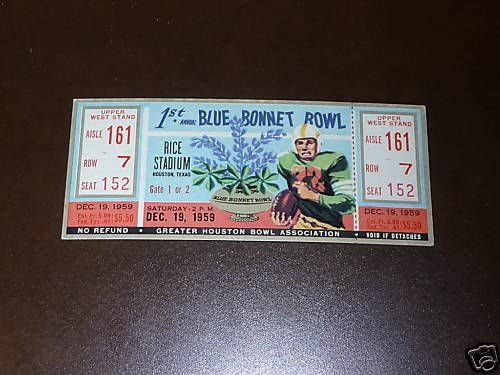 UPPER
WEST STAND
AISLE 161
ROW 7
SEAT 152
DEC. 19, 1959
$5.50
NO REFUND
1st ANNUAL BLUE BONNET BOWL
RICE
STADIUM
HOUSTON, TEXAS
Gate 1 or 2
BLUE BONNET BOWL
SATURDAY - 2 P.M.
DEC. 19, 1959
• GREATER HOUSTON BOWL ASSOCIATION •
UPPER
WEST STAND
AISLE 161
ROW 7
SEAT 152
DEC. 19, 1959
$5.50
VOID IF DETACHED